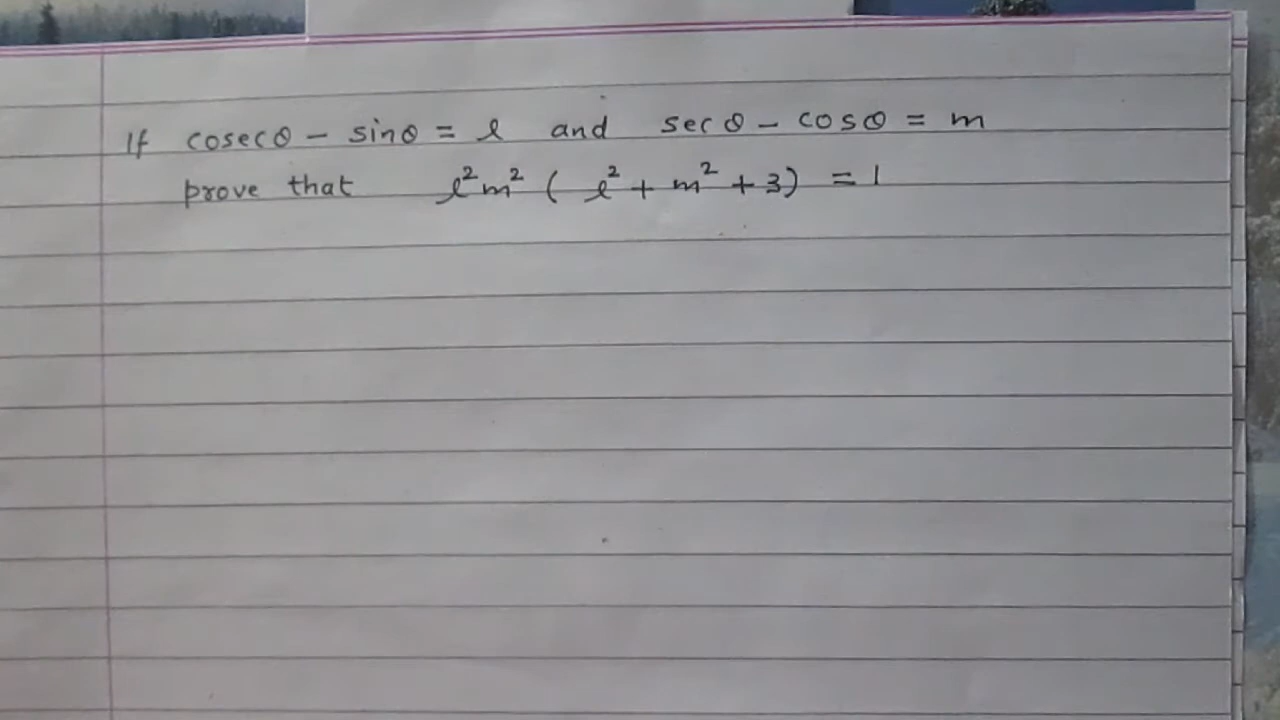 If cosecθ - sinθ = l and secθ - cosθ = m
prove that l²m² ( l² + m² + 3) = 1